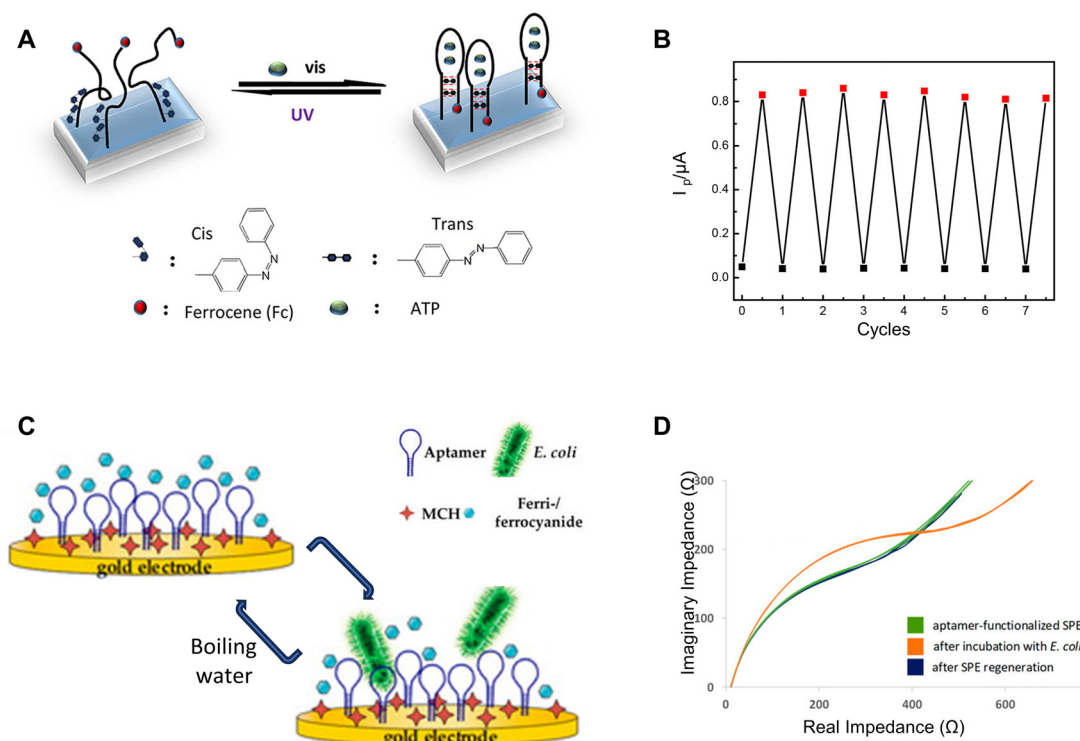 A
vis
UV
Cis
N
N
Trans
N
N
:
:
: Ferrocene (Fc)
: ATP
B
I p/μA
0.8
0.6
0.4
0.2
0.0
0 1 2 3 4 5 6 7
Cycles
C
Aptamer
E. coli
MCH
Ferri-/
ferrocyanide
gold electrode
Boiling
water
gold electrode
D
Imaginary Impedance (Ω)
300
200
100
0
0 200 400 600
Real Impedance (Ω)
aptamer-functionalized SPE
after incubation with E. coli
after SPE regeneration